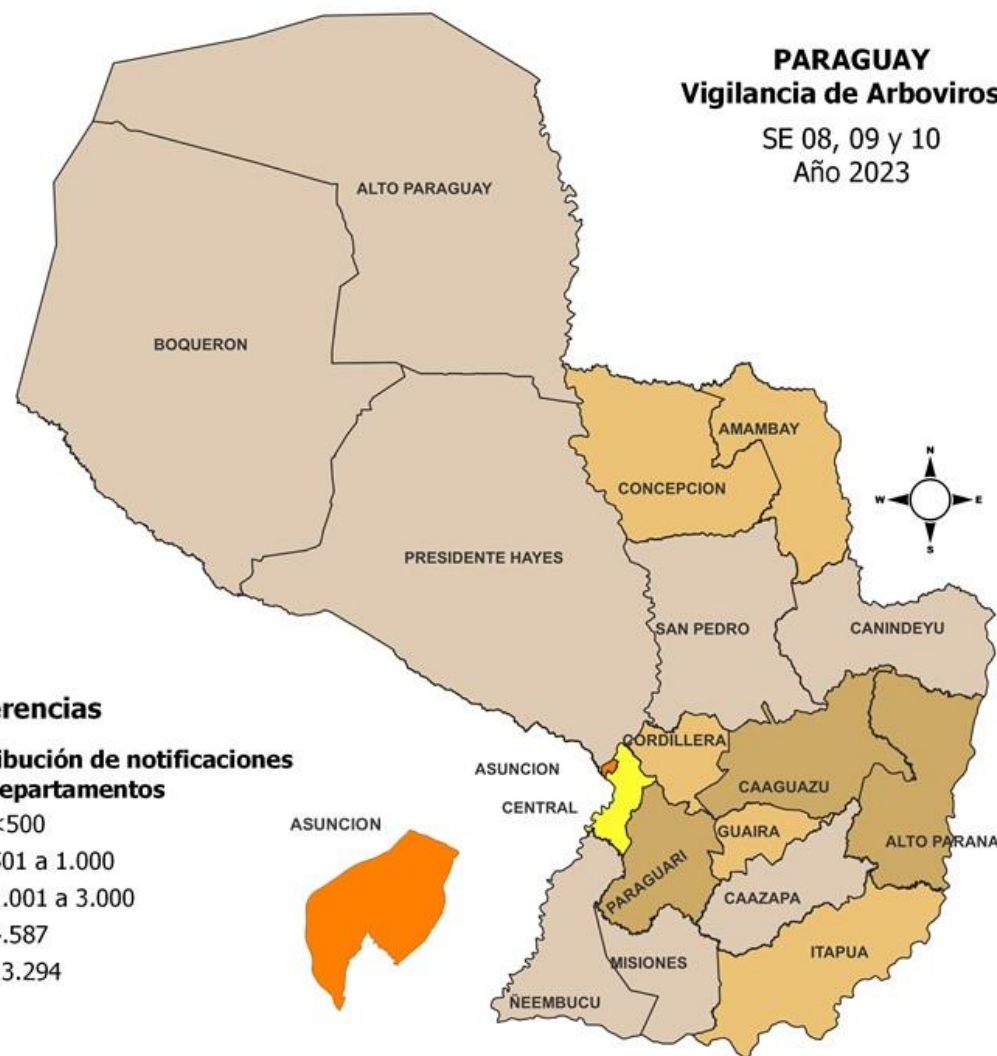 PARAGUAY
Vigilancia de Arboviros
SE 08, 09 y 10
Año 2023
ALTO PARAGUAY
BOQUERON
AMAMBAY
CONCEPCION
N
W E
S
PRESIDENTE HAYES
SAN PEDRO
CANINDEYU
erencias
ribución de notificaciones
epartamentos
<500
01 a 1.000
.001 a 3.000
.587
3.294
CORDILLERA
ASUNCION
CENTRAL
CAAGUAZU
ASUNCION
GUAIRA
ALTO PARANA
PARAGUARI
CAAZAPA
ITAPUA
MISIONES
ÑEEMBUCU